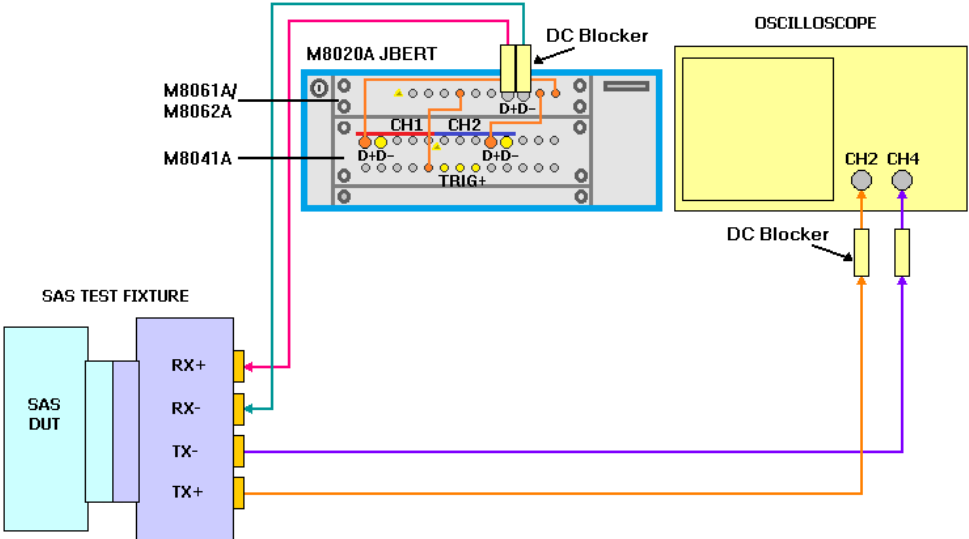 OSCILLOSCOPE
DC Blocker
M8020A JBERT
M8061A/
M8062A
D+D-
CH1 CH2
M8041A
D+D- D+D-
TRIG+
CH2 CH4
DC Blocker
SAS TEST FIXTURE
RX+
SAS
DUT
RX-
TX-
TX+